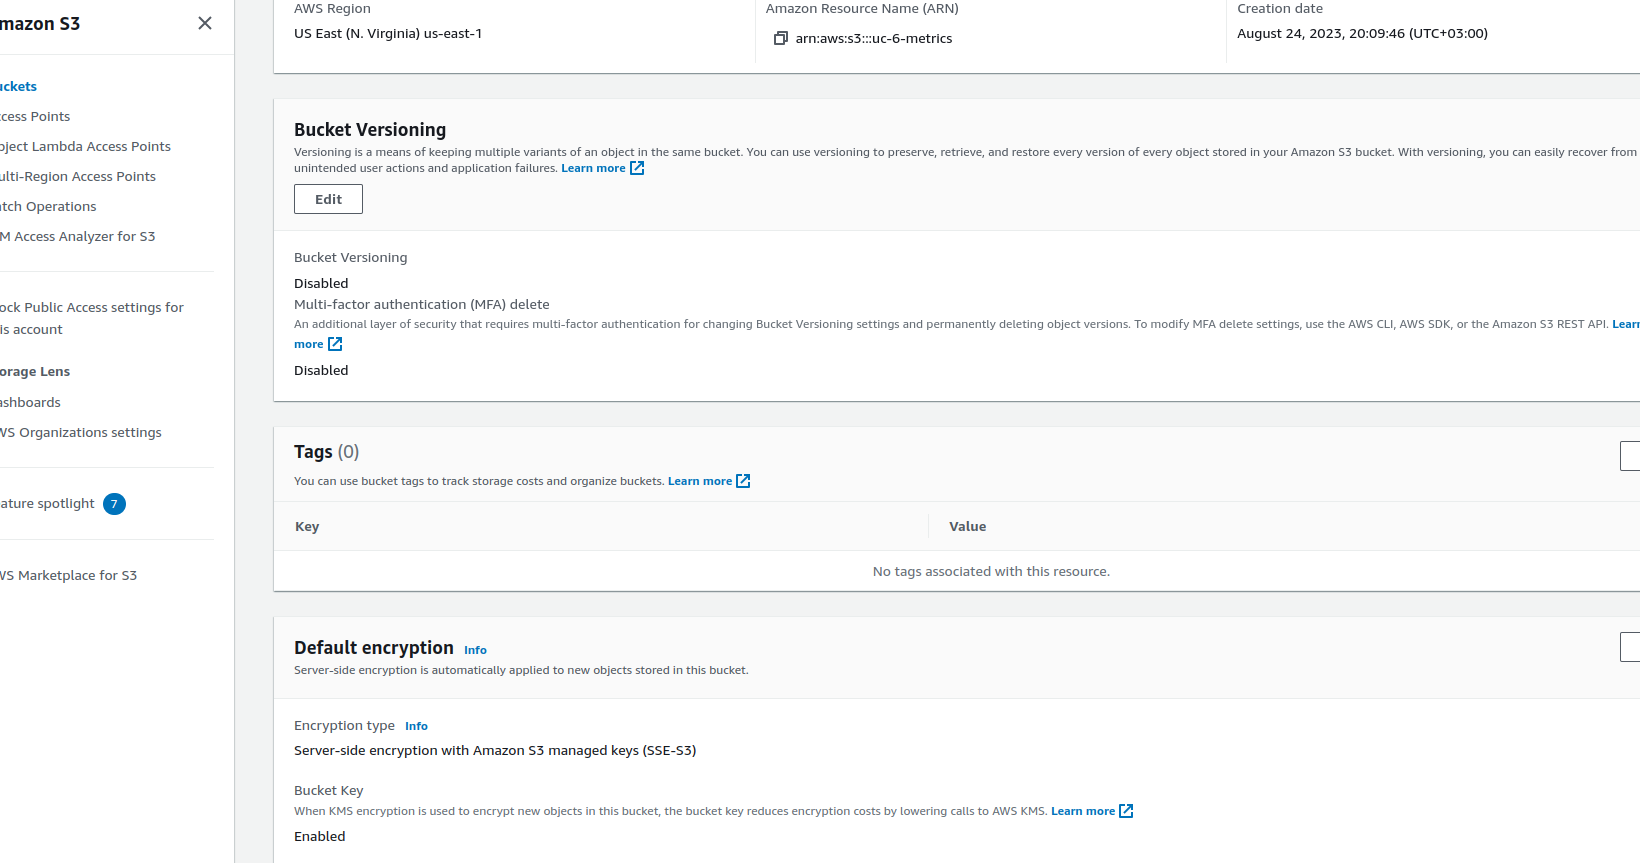 mazon S3
uckets
cess Points
bject Lambda Access Points
ulti-Region Access Points
atch Operations
M Access Analyzer for S3
ock Public Access settings for
is account
orage Lens
ashboards
WS Organizations settings
ature spotlight 7
WS Marketplace for S3
AWS Region
US East (N. Virginia) us-east-1
Amazon Resource Name (ARN)
arn:aws:s3:::uc-6-metrics
Creation date
August 24, 2023, 20:09:46 (UTC+03:00)
Bucket Versioning
Versioning is a means of keeping multiple variants of an object in the same bucket. You can use versioning to preserve, retrieve, and restore every version of every object stored in your Amazon S3 bucket. With versioning, you can easily recover from
unintended user actions and application failures. Learn more
Edit
Bucket Versioning
Disabled
Multi-factor authentication (MFA) delete
An additional layer of security that requires multi-factor authentication for changing Bucket Versioning settings and permanently deleting object versions. To modify MFA delete settings, use the AWS CLI, AWS SDK, or the Amazon S3 REST API. Learn
more
Disabled
Tags (0)
You can use bucket tags to track storage costs and organize buckets. Learn more
Key Value
No tags associated with this resource.
Default encryption Info
Server-side encryption is automatically applied to new objects stored in this bucket.
Encryption type Info
Server-side encryption with Amazon S3 managed keys (SSE-S3)
Bucket Key
When KMS encryption is used to encrypt new objects in this bucket, the bucket key reduces encryption costs by lowering calls to AWS KMS. Learn more
Enabled